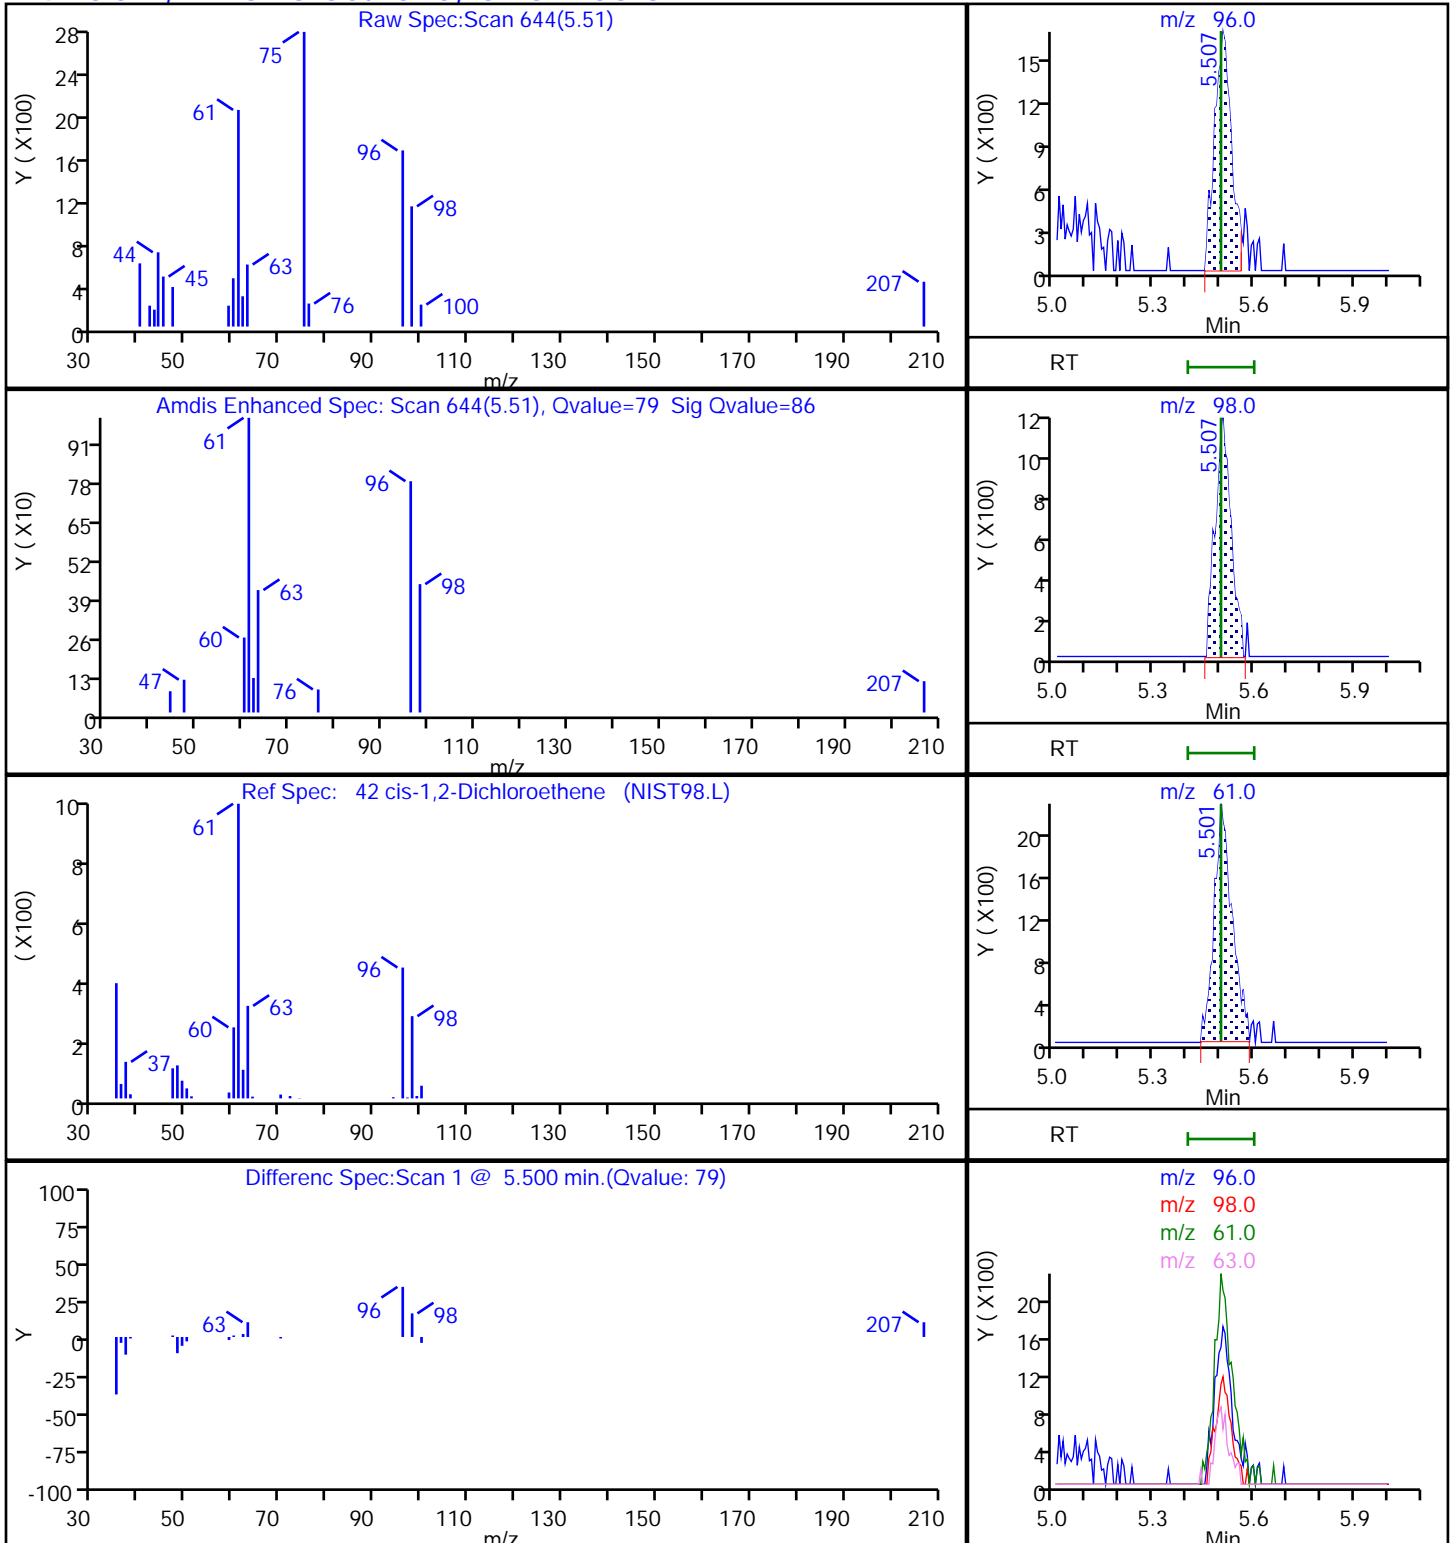 Raw Spec:Scan 644(5.51)
Y ( X100)
28
24
20
16
12
8
4
0
75
61
96
98
44
45
63
76
100
207
30 50 70 90 110 130 150 170 190 210
m/z
m/z 96.0
Y ( X100)
15
12
9
6
3
0
5.507
5.0 5.3 5.6 5.9
Min
RT
Amdis Enhanced Spec: Scan 644(5.51), Qvalue=79 Sig Qvalue=86
Y ( X10)
91
78
65
52
39
26
13
0
61
96
98
63
60
47
76
207
30 50 70 90 110 130 150 170 190 210
m/z
m/z 98.0
Y ( X100)
12
10
8
6
4
2
0
5.507
5.0 5.3 5.6 5.9
Min
RT
Ref Spec: 42 cis-1,2-Dichloroethene (NIST98.L)
( X100)
10
8
6
4
2
0
61
96
98
63
60
37
30 50 70 90 110 130 150 170 190 210
m/z
m/z 61.0
Y ( X100)
20
16
12
8
4
0
5.501
5.0 5.3 5.6 5.9
Min
RT
Differenc Spec:Scan 1 @ 5.500 min.(Qvalue: 79)
Y
100
75
50
25
0
-25
-50
-75
-100
63
96
98
207
30 50 70 90 110 130 150 170 190 210
m/z
m/z 96.0
m/z 98.0
m/z 61.0
m/z 63.0
Y ( X100)
20
16
12
8
4
0
5.0 5.3 5.6 5.9
Min